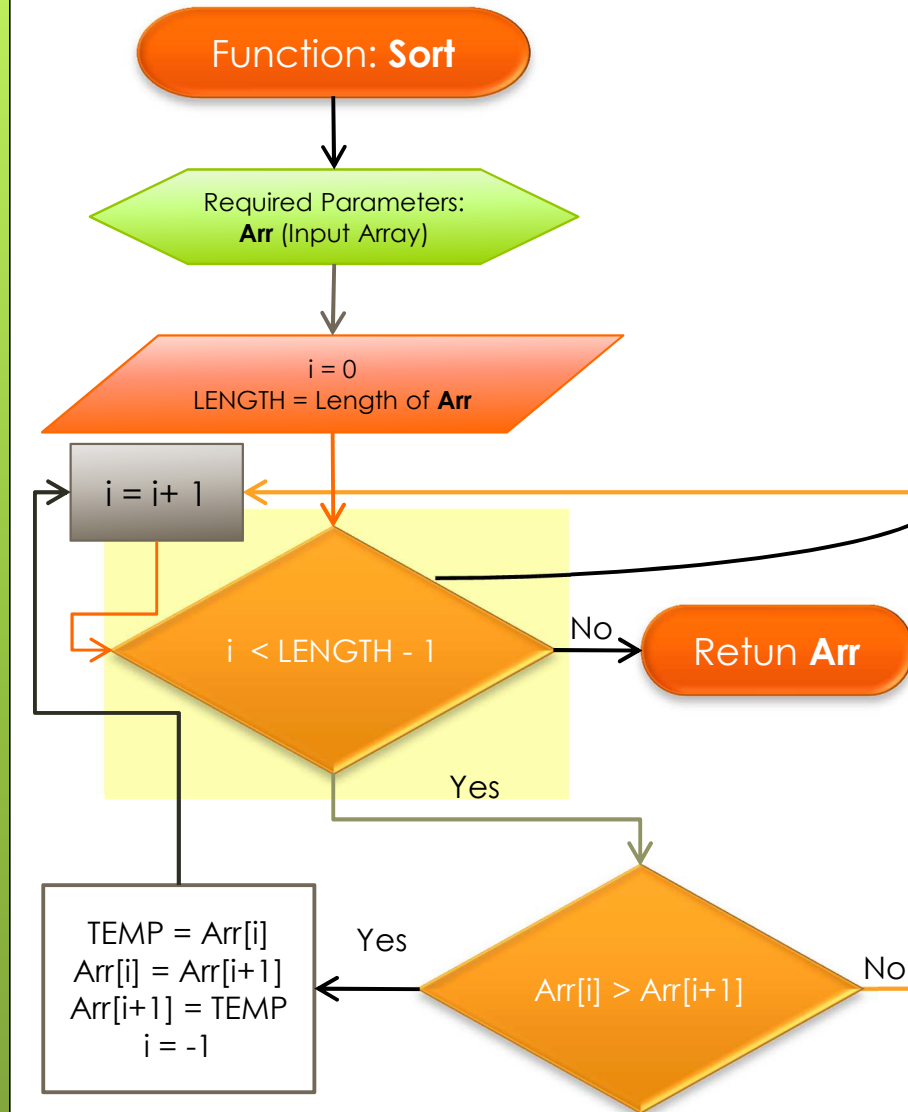 Function: Sort
Required Parameters:
Arr (Input Array)
i = 0
LENGTH = Length of Arr
i = i+ 1
i < LENGTH - 1
No
Retun Arr
Yes
TEMP = Arr[i]
Arr[i] = Arr[i+1]
Arr[i+1] = TEMP
i = -1
Yes
Arr[i] > Arr[i+1]
No